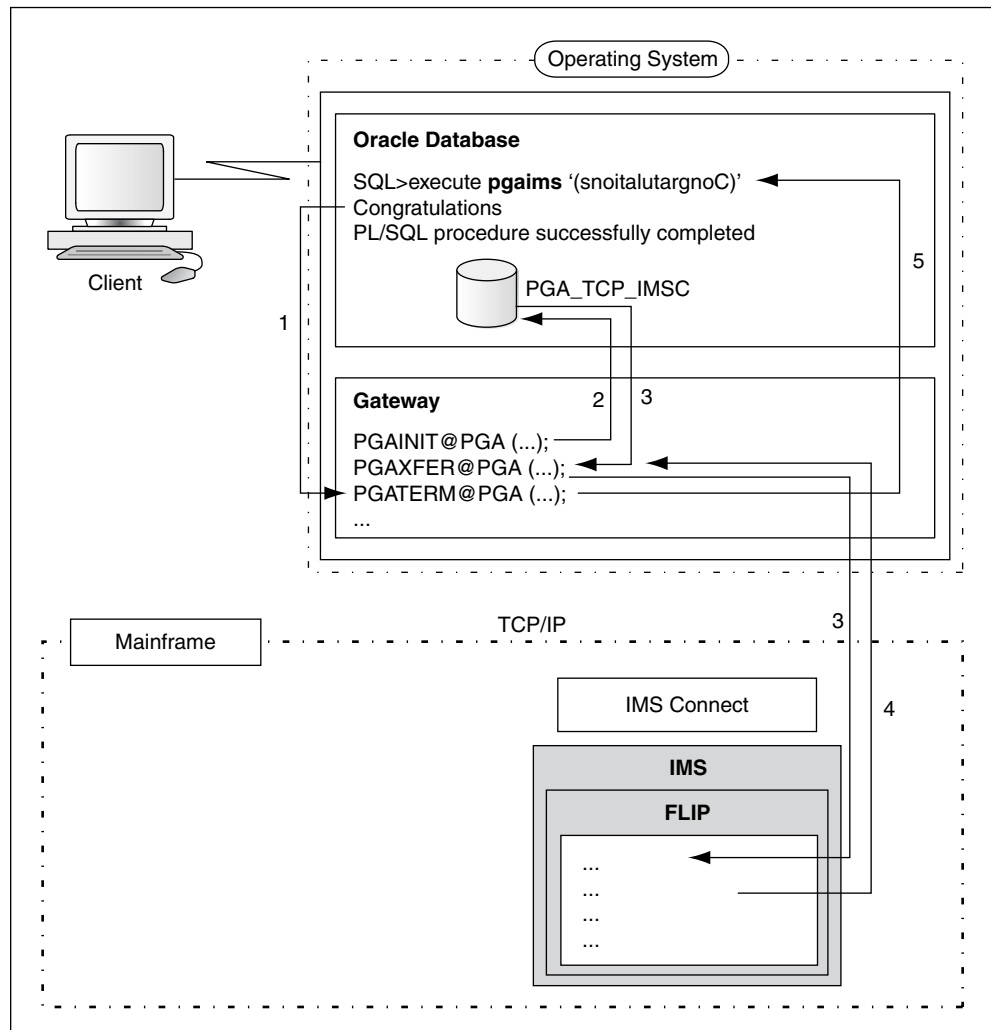 Operating System
Oracle Database
SQL>execute pgaims ‘(snoitalutargnoC)’
Congratulations
PL/SQL procedure successfully completed
Client
PGA_TCP_IMSC
5
1
Gateway
2
3
PGAINIT@PGA (...);
PGAXFER@PGA (...);
PGATERM@PGA (...);
...
TCP/IP
3
Mainframe
IMS Connect
4
IMS
FLIP
...
...
...
...